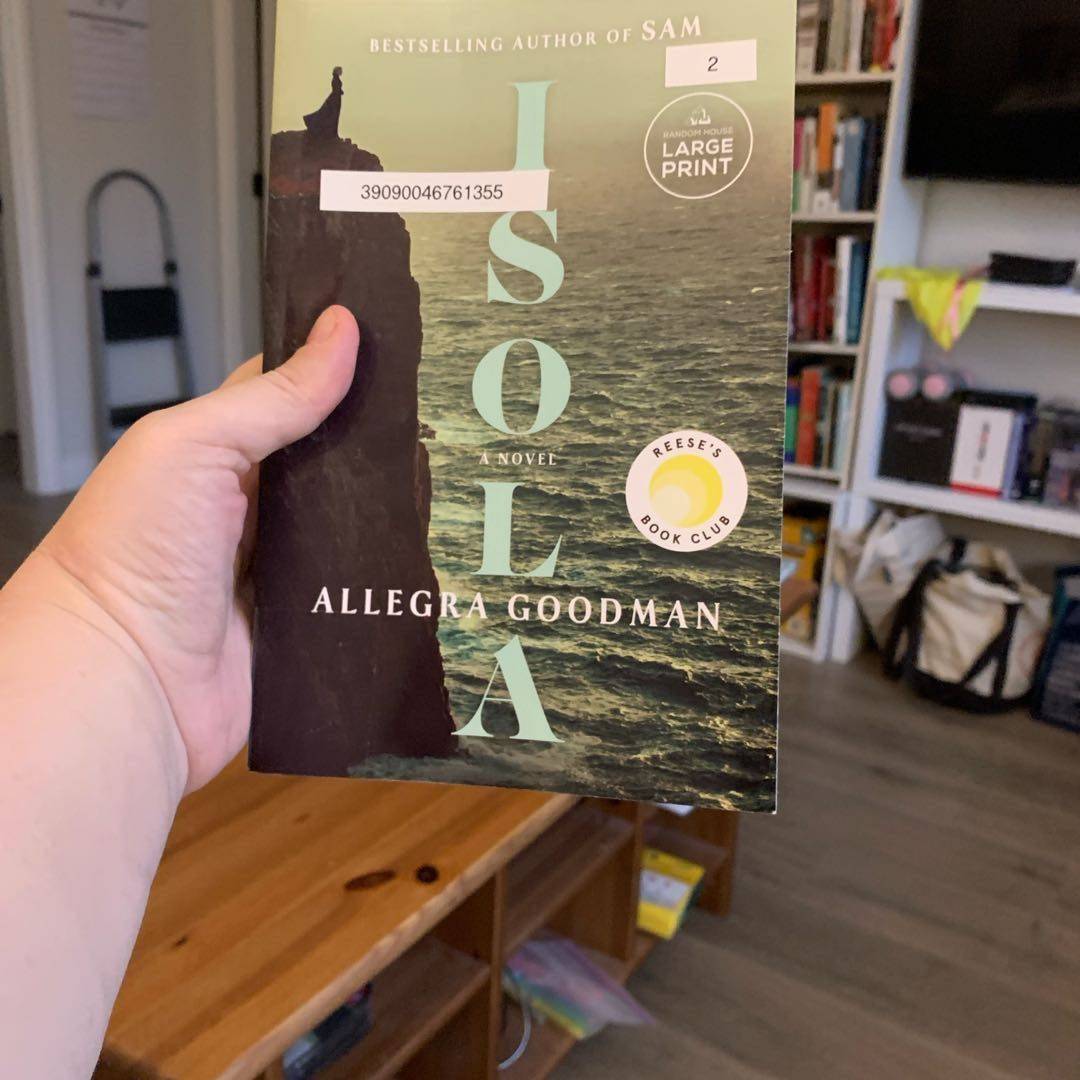 BESTSELLING AUTHOR OF SAM
2
RANDOM HOUSE
LARGE
PRINT
39090046761355
ISOLA
A NOVEL
REESE'S
BOOK CLUB
ALLEGRA GOODMAN